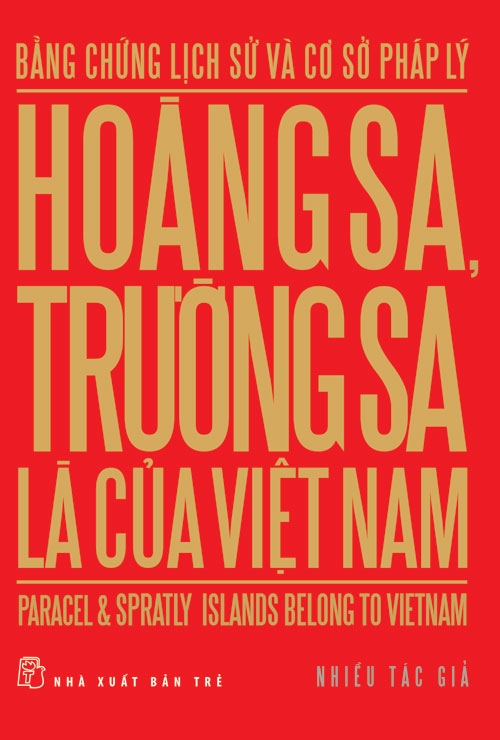 BẰNG CHỨNG LỊCH SỬ VÀ CƠ SỞ PHÁP LÝ
HOÀNG SA,
TRƯỜNG SA
LÀ CỦA VIỆT NAM
PARACEL & SPRATLY ISLANDS BELONG TO VIETNAM
NHÀ XUẤT BẢN TRẺ
NHIỀU TÁC GIẢ